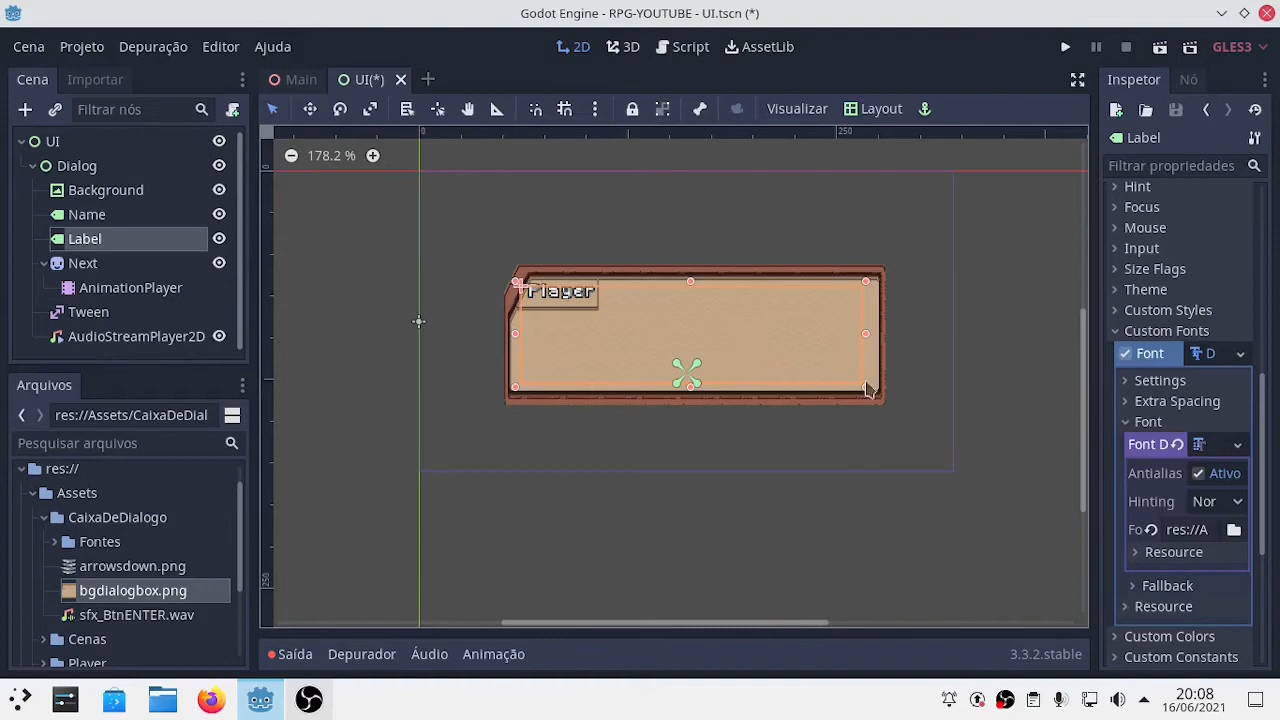 Godot Engine - RPG-YOUTUBE - UI.tscn (*)
Cena Projeto Depuração Editor Ajuda
2D 3D Script AssetLib
GLES3
Cena Importar
Filtrar nós
UI
Dialog
Background
Name
Label
Next
AnimationPlayer
Tween
AudioStreamPlayer2D
Arquivos
res://Assets/CaixaDeDial
Pesquisar arquivos
res://
Assets
CaixaDeDialogo
Fontes
arrowsdown.png
bgdialogbox.png
sfx_BtnENTER.wav
Cenas
Player
Main UI(*)
Visualizar Layout
0 250
178.2 %
Player
250
Saída Depurador Áudio Animação 3.3.2.stable
Inspetor Nó
Label
Filtrar propriedades
Hint
Focus
Mouse
Input
Size Flags
Theme
Custom Styles
Custom Fonts
Font D
Settings
Extra Spacing
Font
Font D
Antialias Ativo
Hinting Nor
Fo res://A
Resource
Fallback
Resource
Custom Colors
Custom Constants
20:08
16/06/2021